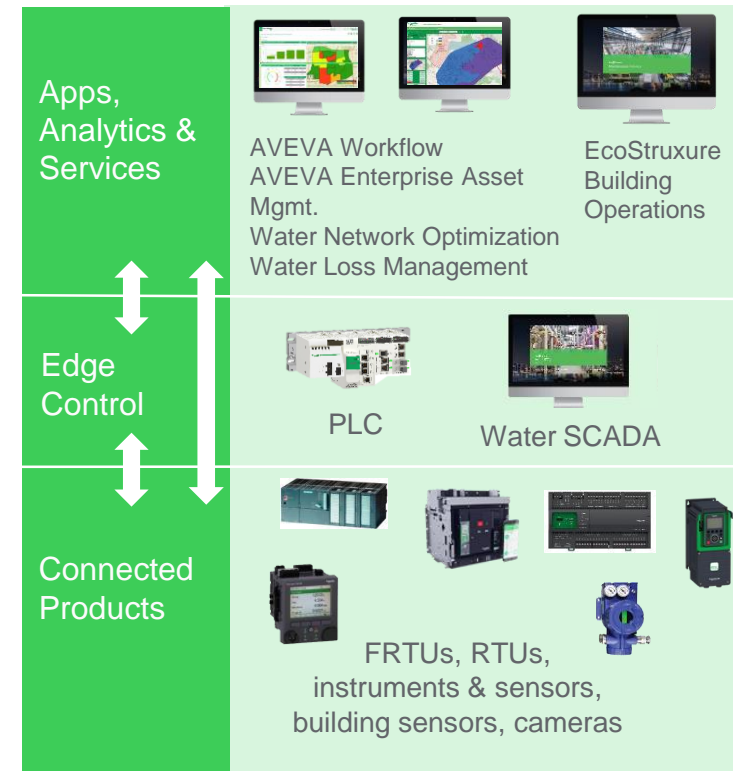 Apps,
Analytics &
Services
AVEVA Workflow
AVEVA Enterprise Asset
Mgmt.
Water Network Optimization
Water Loss Management
EcoStruxure
Building
Operations
Edge
Control
PLC
Water SCADA
Connected
Products
FRTUs, RTUs,
instruments & sensors,
building sensors, cameras